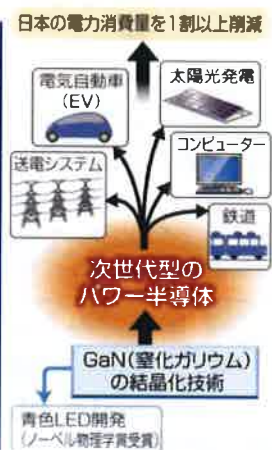 日本の電力消費量を1割以上削減
電気自動車
(EV)
太陽光発電
送電システム
コンピューター
鉄道
次世代型の
パワー半導体
GaN(窒化ガリウム)
の結晶化技術
青色LED開発
(ノーベル物理学賞受賞)